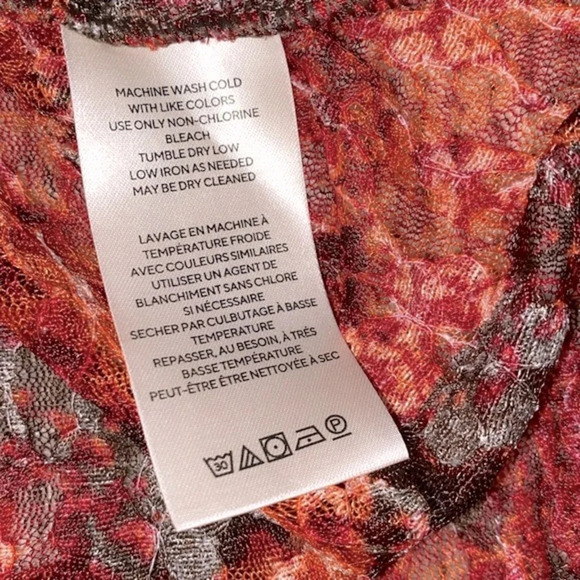 MACHINE WASH COLD
WITH LIKE COLORS
USE ONLY NON-CHLORINE
BLEACH
TUMBLE DRY LOW
LOW IRON AS NEEDED
MAY BE DRY CLEANED
LAVAGE EN MACHINE À
TEMPÉRATURE FROIDE
AVEC COULEURS SIMILAIRES
UTILISER UN AGENT DE
BLANCHIMENT SANS CHLORE
SI NÉCESSAIRE
SECHER PAR CULBUTAGE À BASSE
TEMPERATURE
REPASSER, AU BESOIN, À TRÈS
BASSE TEMPÉRATURE
PEUT-ÊTRE ÊTRE NETTOYÉE À SEC
30 P